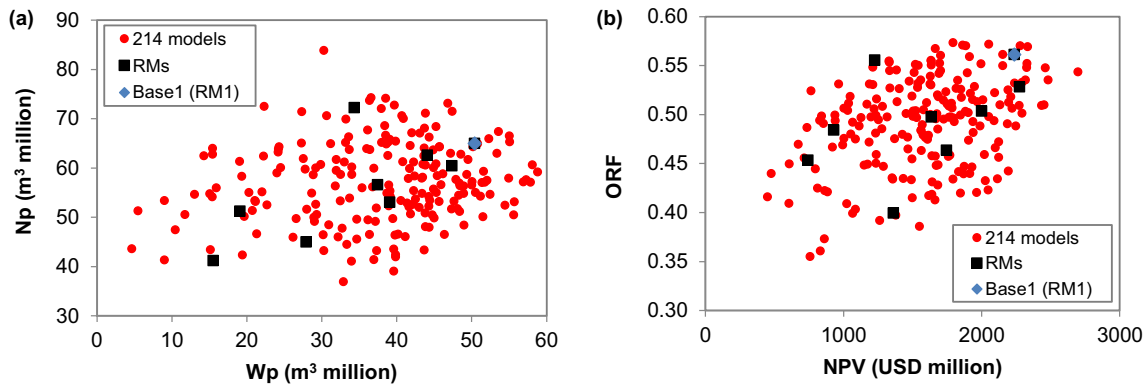 (a)
90
80
70
60
50
40
30
Np (m³ million)
214 models
RMs
Base1 (RM1)
0 10 20 30 40 50 60
Wp (m³ million)
(b)
0.60
0.55
0.50
0.45
0.40
0.35
0.30
ORF
214 models
RMs
Base1 (RM1)
0 1000 2000 3000
NPV (USD million)